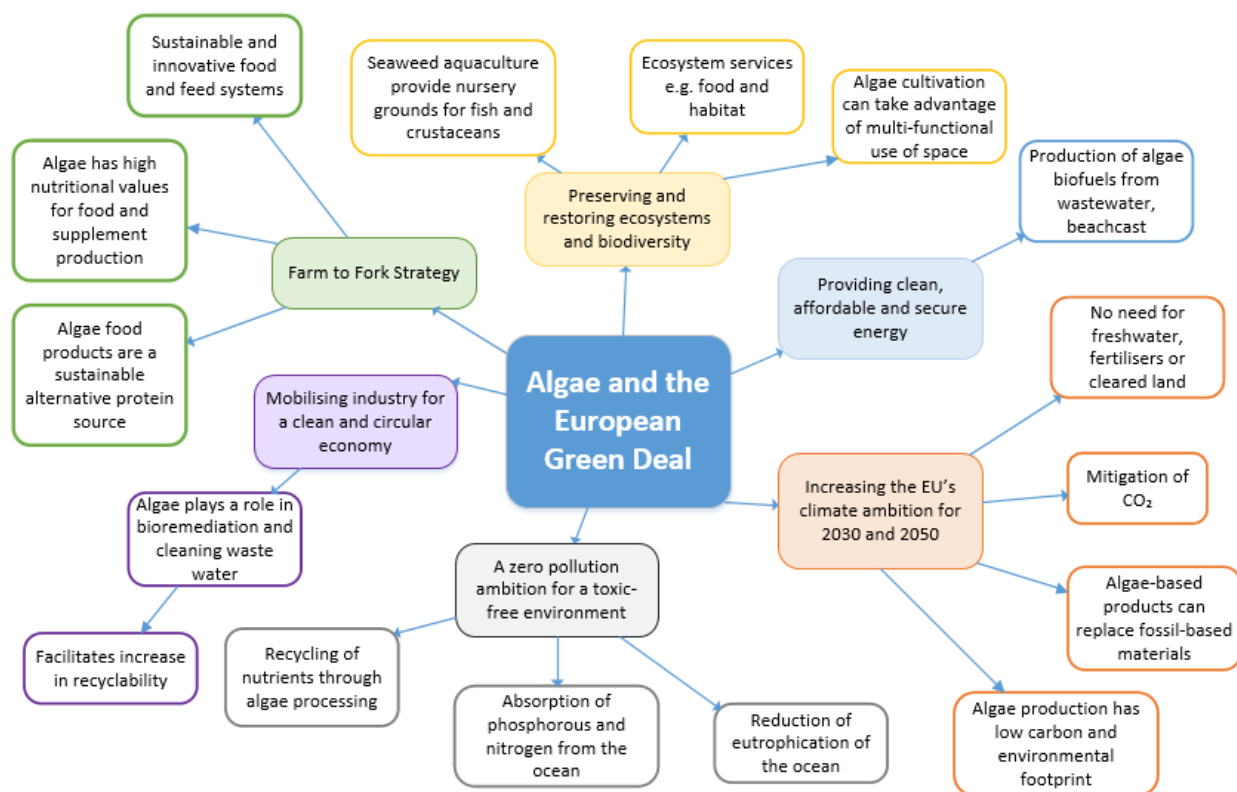 Sustainable and
innovative food
and feed systems
Seaweed aquaculture
provide nursery
grounds for fish and
crustaceans
Ecosystem services
e.g. food and
habitat
Algae cultivation
can take advantage
of multi-functional
use of space
Algae has high
nutritional values
for food and
supplement
production
Production of algae
biofuels from
wastewater,
beachcast
Preserving and
restoring ecosystems
and biodiversity
Farm to Fork Strategy
Providing clean,
affordable and secure
energy
Algae food
products are a
sustainable
alternative protein
source
No need for
freshwater,
fertilisers or
cleared land
Algae and the
European
Green Deal
Mobilising industry for
a clean and circular
economy
Increasing the EU’s
climate ambition for
2030 and 2050
Mitigation of
CO₂
Algae plays a role in
bioremediation and
cleaning waste
water
A zero pollution
ambition for a toxic-
free environment
Algae-based
products can
replace fossil-based
materials
Facilitates increase
in recyclability
Recycling of
nutrients through
algae processing
Absorption of
phosphorous and
nitrogen from the
ocean
Reduction of
eutrophication of
the ocean
Algae production has
low carbon and
environmental
footprint